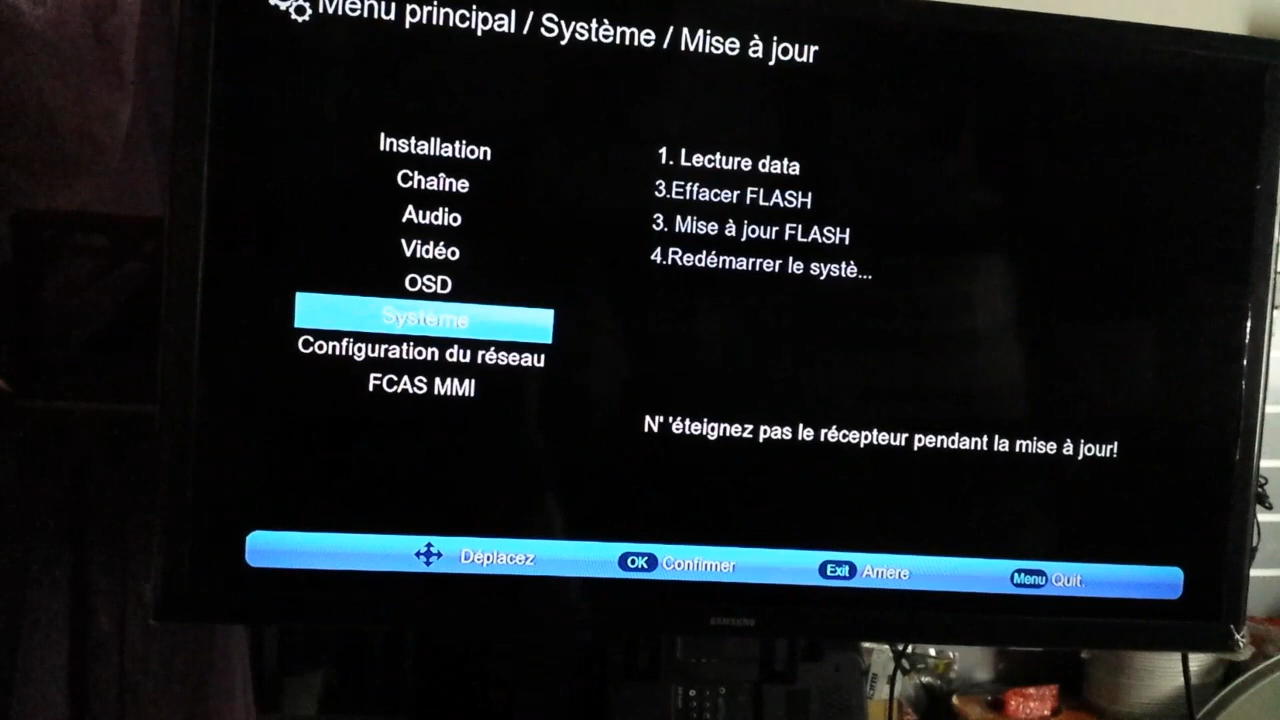 Menu principal / Système / Mise à jour
Installation
Chaîne
Audio
Vidéo
OSD
Système
Configuration du réseau
FCAS MMI
1. Lecture data
3.Effacer FLASH
3. Mise à jour FLASH
4.Redémarrer le systè...
N' 'éteignez pas le récepteur pendant la mise à jour!
Déplacez
OK Confirmer
Exit Arriere
Menu Quit.
SAMSUNG